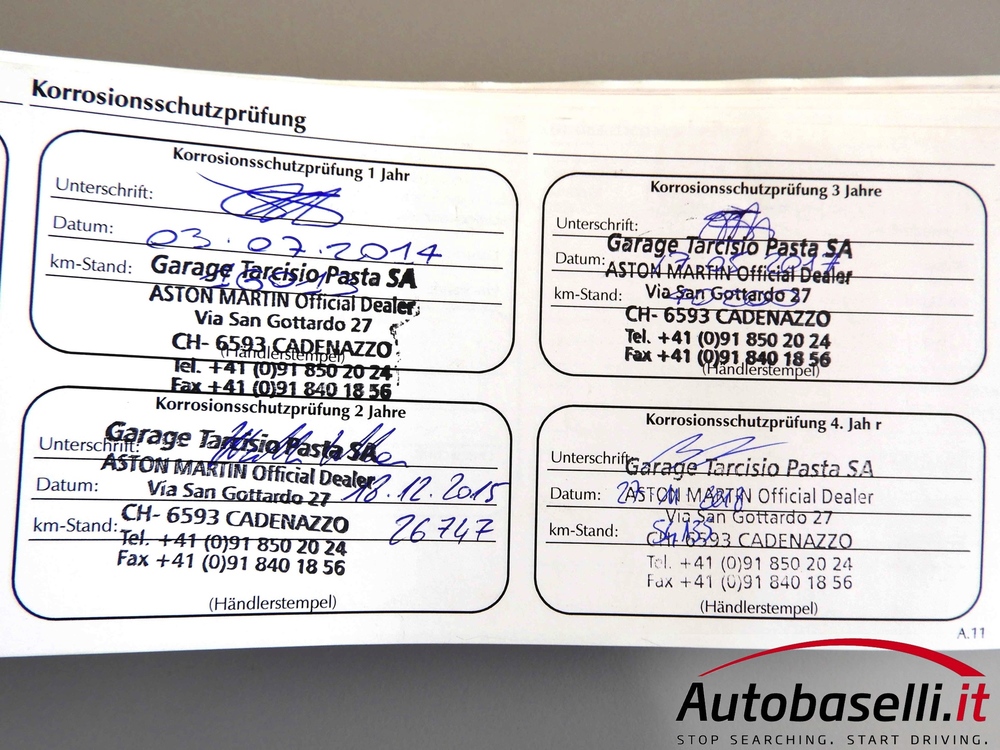 Korrosionsschutzprüfung
Korrosionsschutzprüfung 1 Jahr
Unterschrift:
Datum: 03.07.2014
km-Stand:
Garage Tarcisio Pasta SA
ASTON MARTIN Official Dealer
Via San Gottardo 27
CH- 6593 CADENAZZO
(Händlerstempel)
Tel. +41 (0)91 850 20 24
Fax +41 (0)91 840 18 56
Korrosionsschutzprüfung 2 Jahre
Garage Tarcisio Pasta SA
Unterschrift:
ASTON MARTIN Official Dealer
Datum: 18.12.2015
Via San Gottardo 27
km-Stand: 26747
CH- 6593 CADENAZZO
Tel. +41 (0)91 850 20 24
Fax +41 (0)91 840 18 56
(Händlerstempel)
Korrosionsschutzprüfung 3 Jahre
Unterschrift:
Garage Tarcisio Pasta SA
Datum:
ASTON MARTIN Official Dealer
km-Stand:
Via San Gottardo 27
CH- 6593 CADENAZZO
Tel. +41 (0)91 850 20 24
Fax +41 (0)91 840 18 56
(Händlerstempel)
Korrosionsschutzprüfung 4. Jah r
Unterschrift:
Garage Tarcisio Pasta SA
Datum:
ASTON MARTIN Official Dealer
Via San Gottardo 27
km-Stand:
CH- 6593 CADENAZZO
Tel. +41 (0)91 850 20 24
Fax +41 (0)91 840 18 56
(Händlerstempel)
A.11
Autobaselli.it
STOP SEARCHING. START DRIVING.